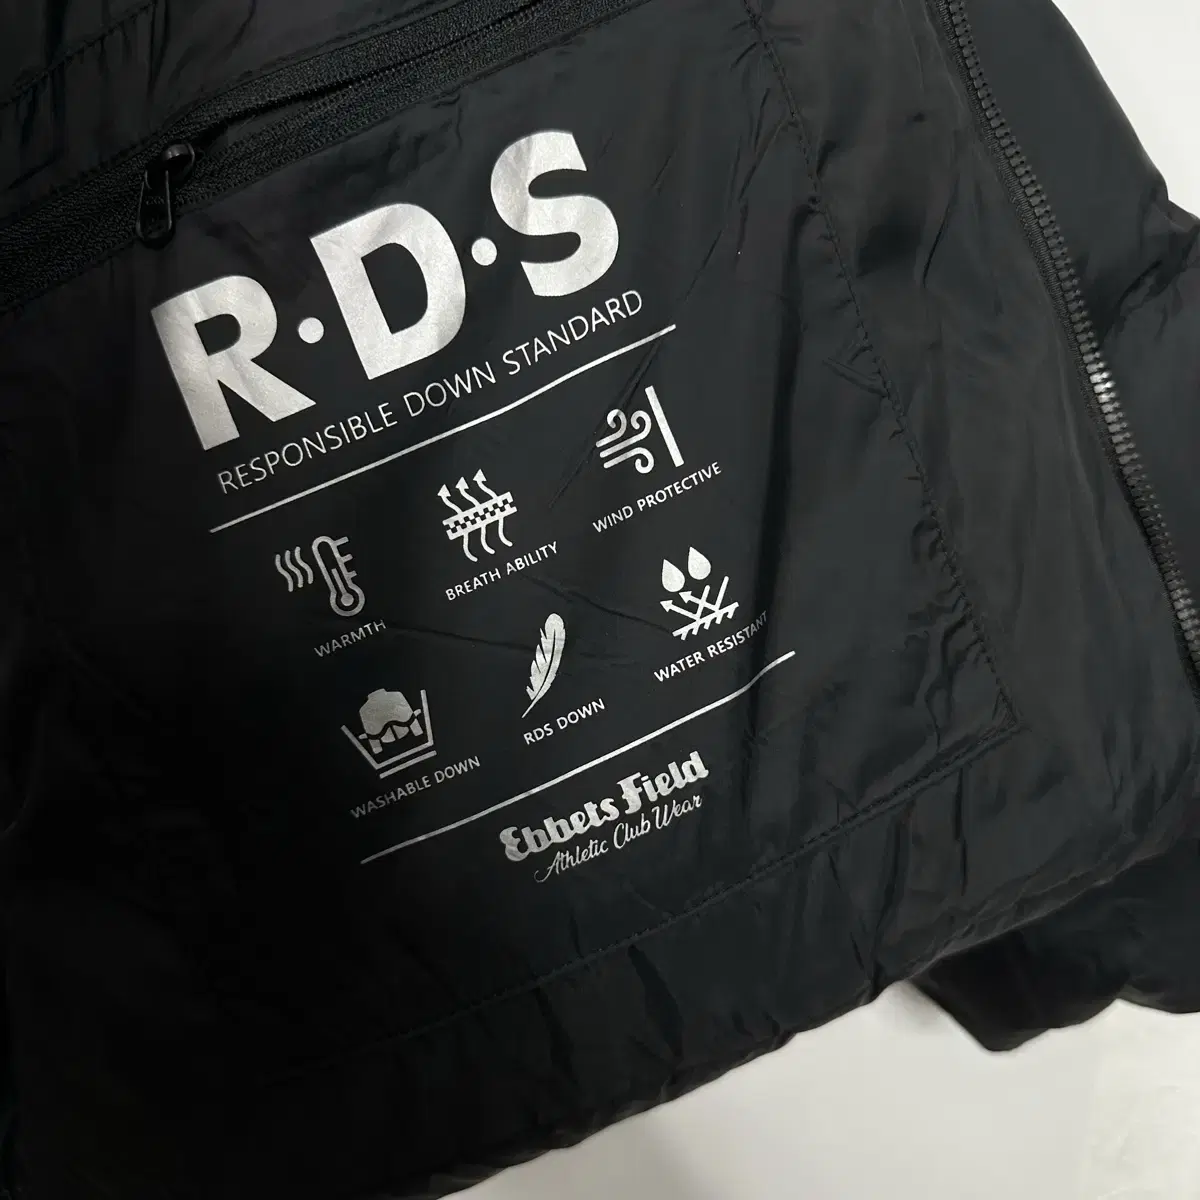 R·D·S
RESPONSIBLE DOWN STANDARD
WARMTH
BREATH ABILITY
WIND PROTECTIVE
WASHABLE DOWN
RDS DOWN
WATER RESISTANT
Ebbets Field
Athletic Club Wear